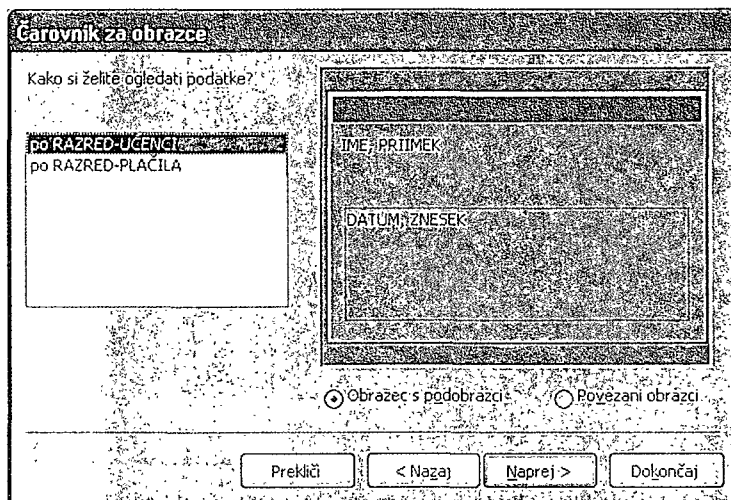 Čarovnik za obrazce
Kako si želite ogledati podatke?
po RAZRED-UČENCI
po RAZRED-PLAČILA
IME, PRIIMEK
DATUM, ZNESEK
Obrazec s podobrazci
Povezani obrazci
Prekliči
< Nazaj
Naprej >
Dokončaj